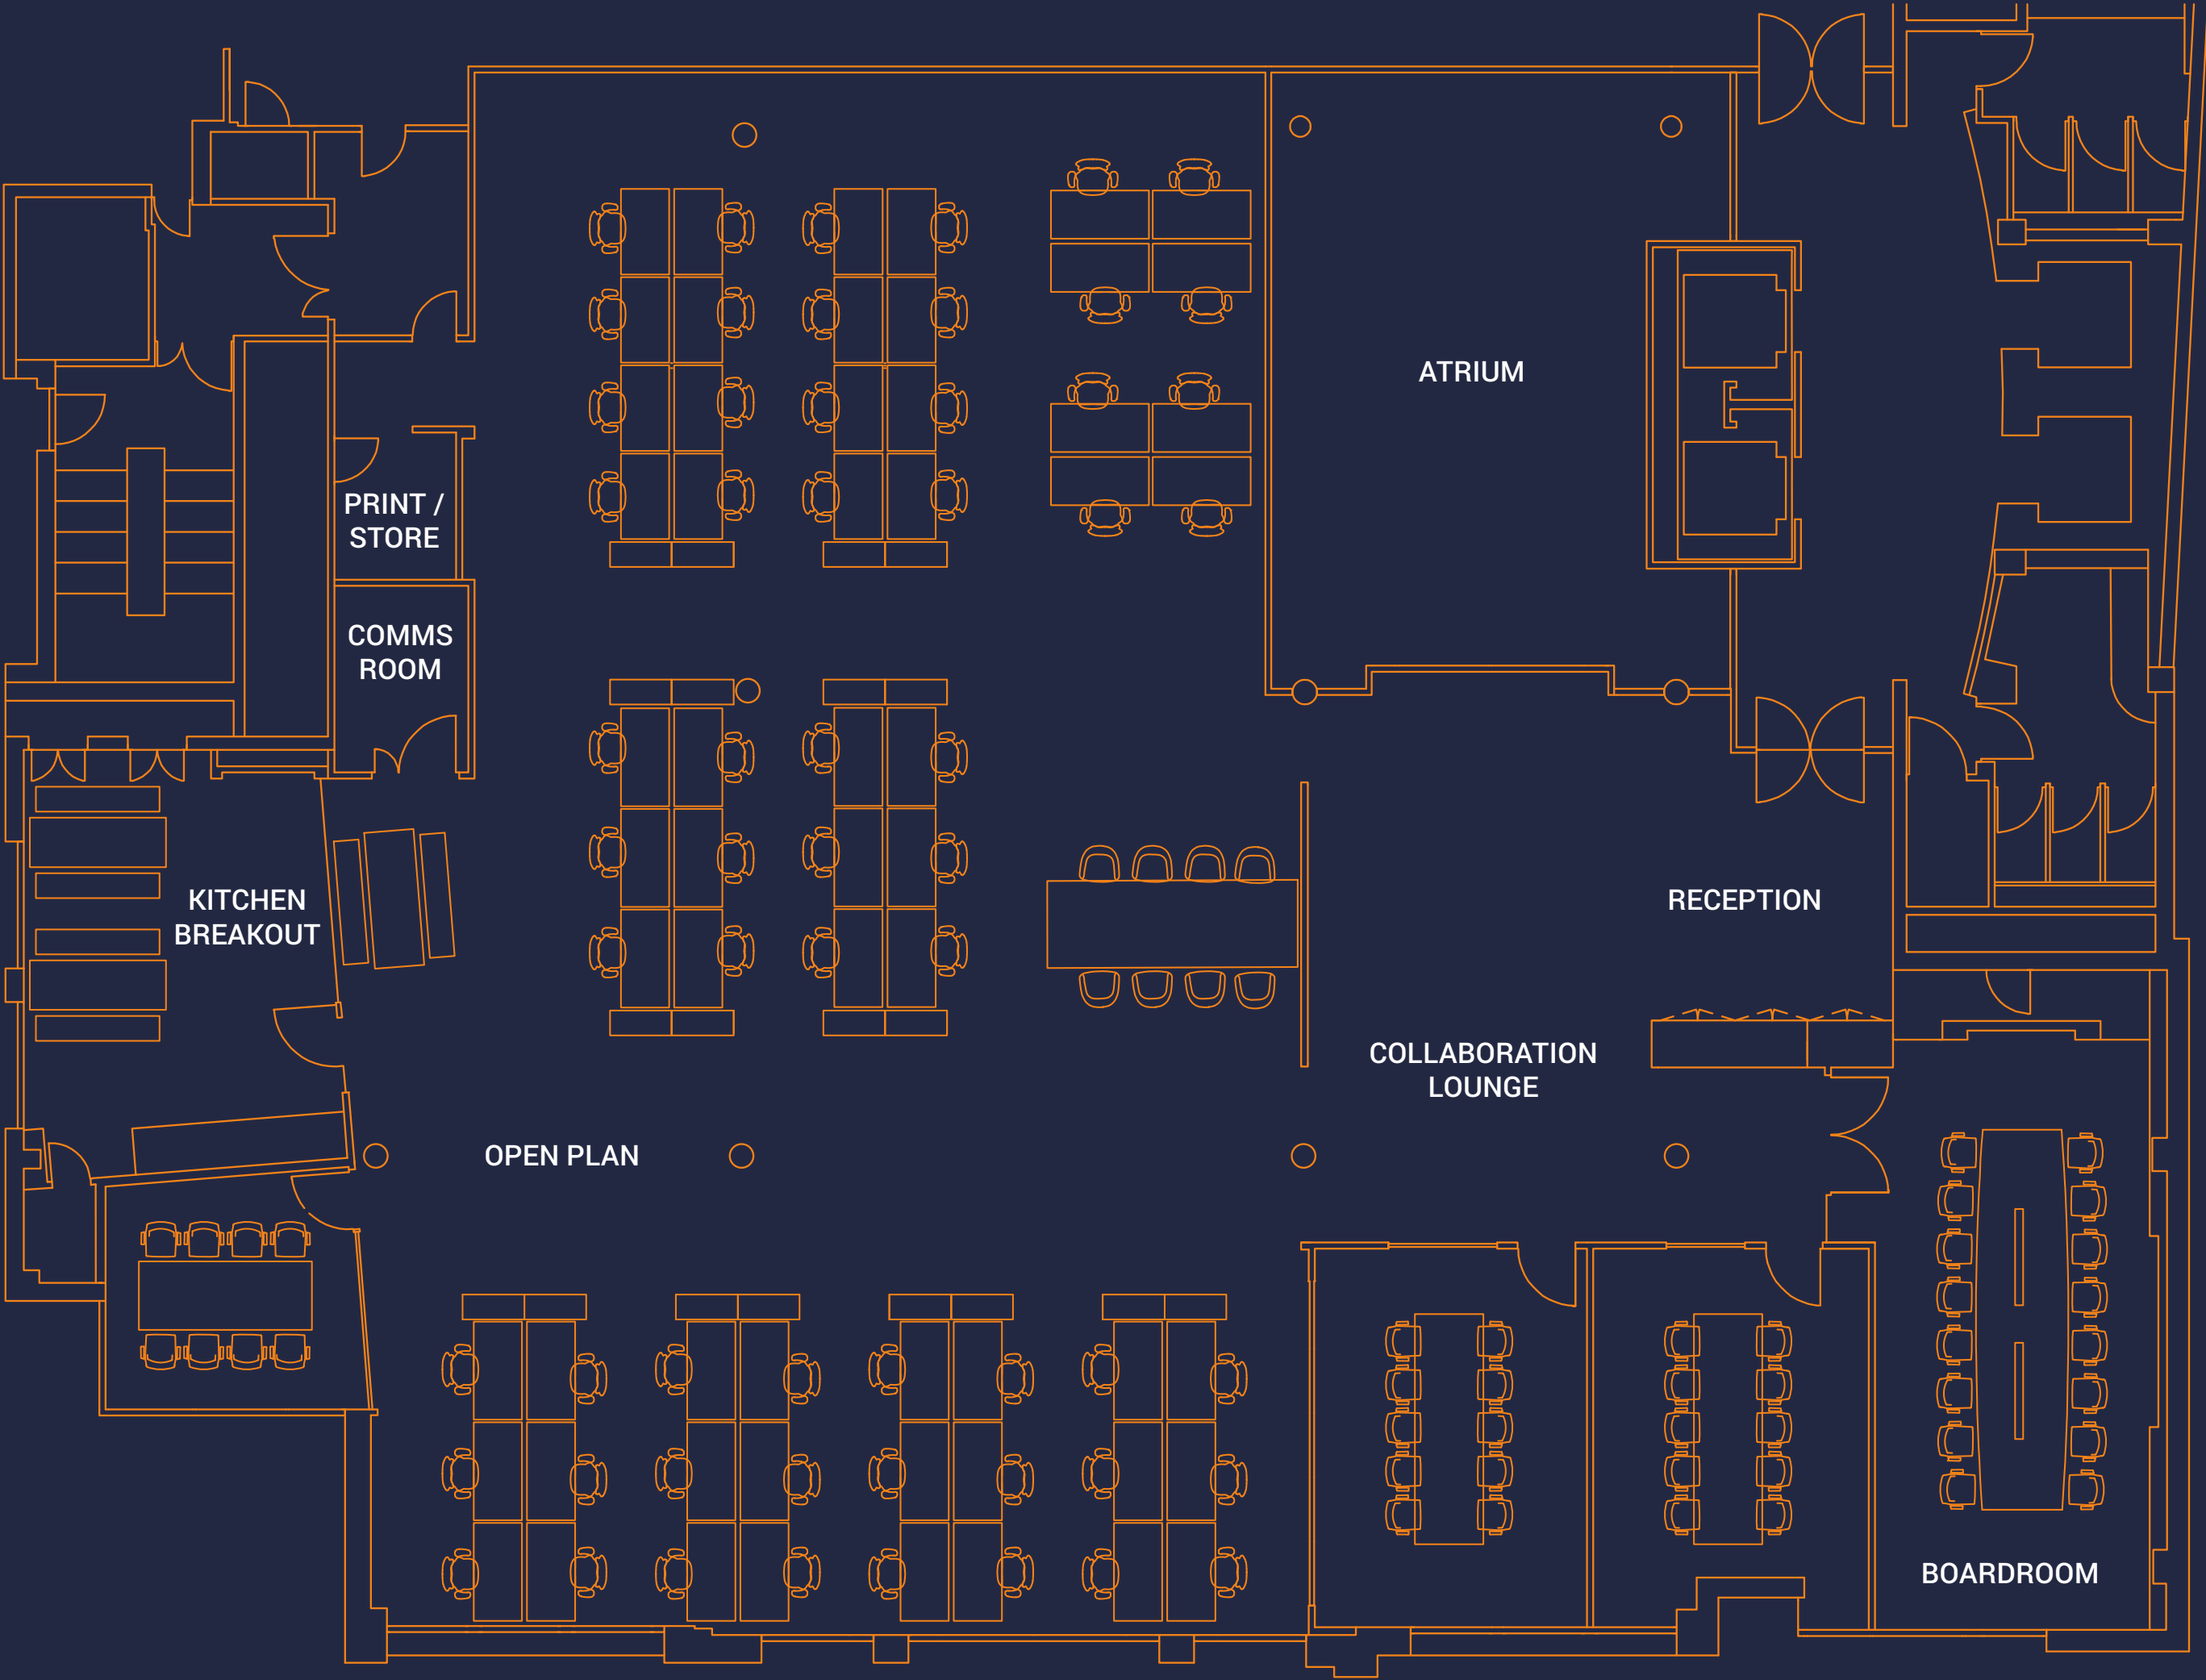 ATRIUM
PRINT /
STORE
COMMS
ROOM
KITCHEN
BREAKOUT
RECEPTION
COLLABORATION
LOUNGE
OPEN PLAN
BOARDROOM